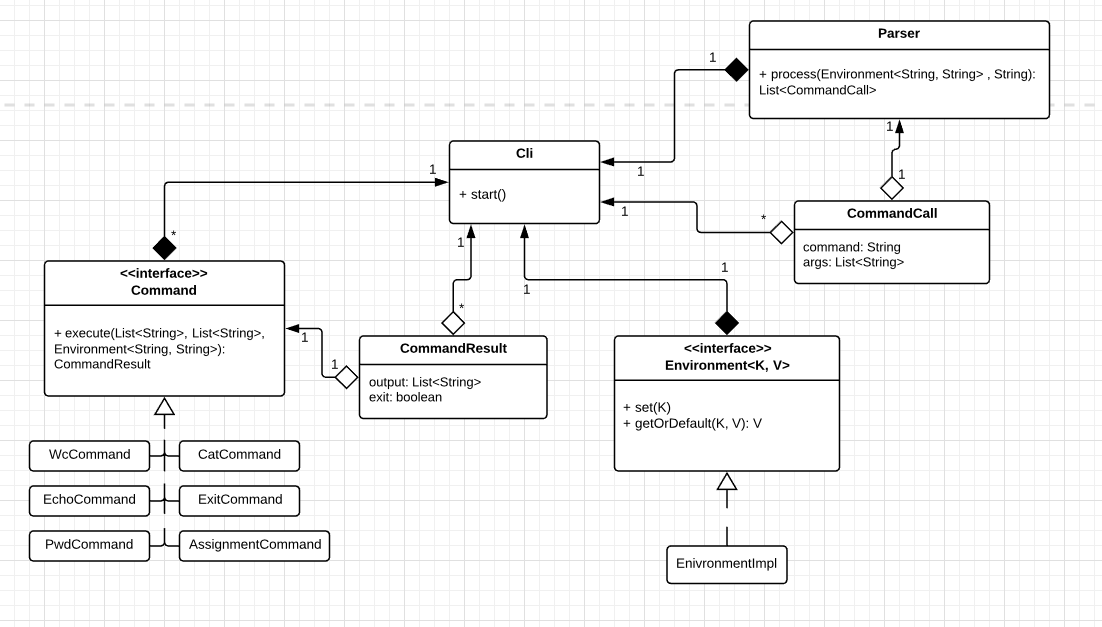 Parser
+ process(Environment<String, String> , String):
List<CommandCall>
1
1
1
1
Cli
+ start()
1
1
*
CommandCall
command: String
args: List<String>
*
<<interface>>
Command
+ execute(List<String>, List<String>,
Environment<String, String>):
CommandResult
1
*
1
1
CommandResult
output: List<String>
exit: boolean
1
1
<<interface>>
Environment<K, V>
+ set(K)
+ getOrDefault(K, V): V
WcCommand
CatCommand
EchoCommand
ExitCommand
PwdCommand
AssignmentCommand
EnivronmentImpl